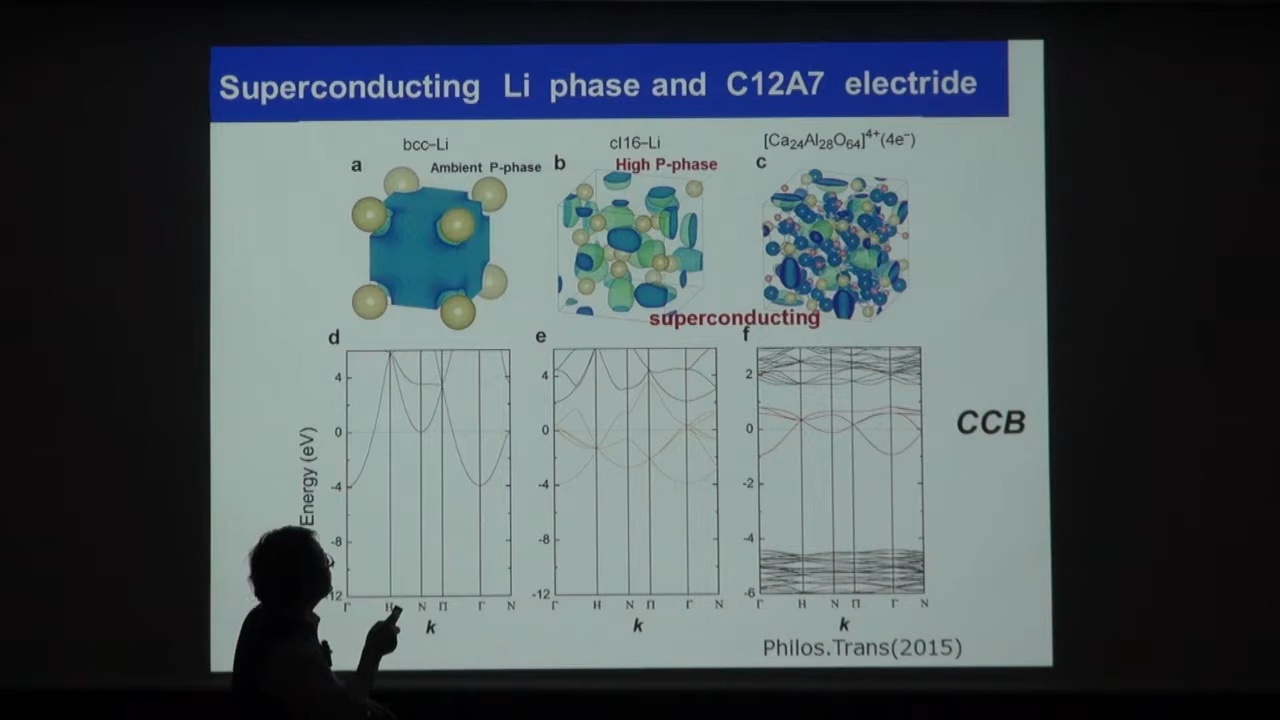 Superconducting Li phase and C12A7 electride
bcc–Li
cI16–Li
[Ca₂₄Al₂₈O₆₄]⁴⁺(4e⁻)
a
Ambient P-phase
b
High P-phase
c
superconducting
d
e
f
Energy (eV)
4
0
-4
-8
12
Γ H N Π Γ N
k
4
0
-4
-8
-12
Γ H N Π Γ N
k
2
0
-2
-4
-6
Γ H N Π Γ N
k
CCB
Philos.Trans(2015)